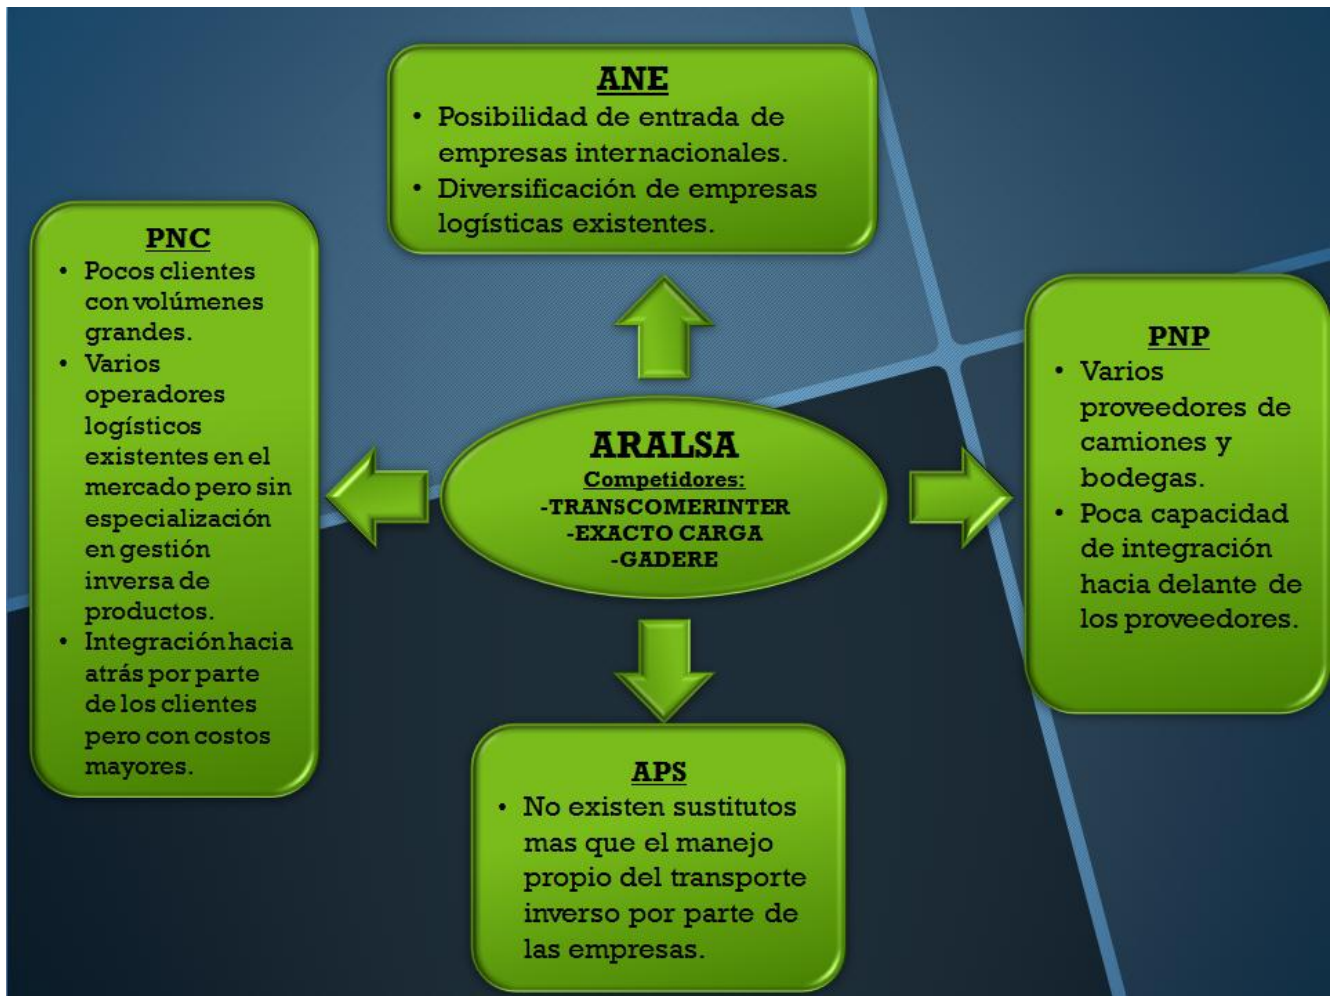 ANE
• Posibilidad de entrada de
empresas internacionales.
• Diversificación de empresas
logísticas existentes.
PNC
• Pocos clientes
con volúmenes
grandes.
• Varios
operadores
logísticos
existentes en el
mercado pero sin
especialización
en gestión
inversa de
productos.
• Integración hacia
atrás por parte
de los clientes
pero con costos
mayores.
ARALSA
Competidores:
-TRANSCOMERINTER
-EXACTO CARGA
-GADERE
PNP
• Varios
proveedores de
camiones y
bodegas.
• Poca capacidad
de integración
hacia delante de
los proveedores.
APS
• No existen sustitutos
mas que el manejo
propio del transporte
inverso por parte de
las empresas.